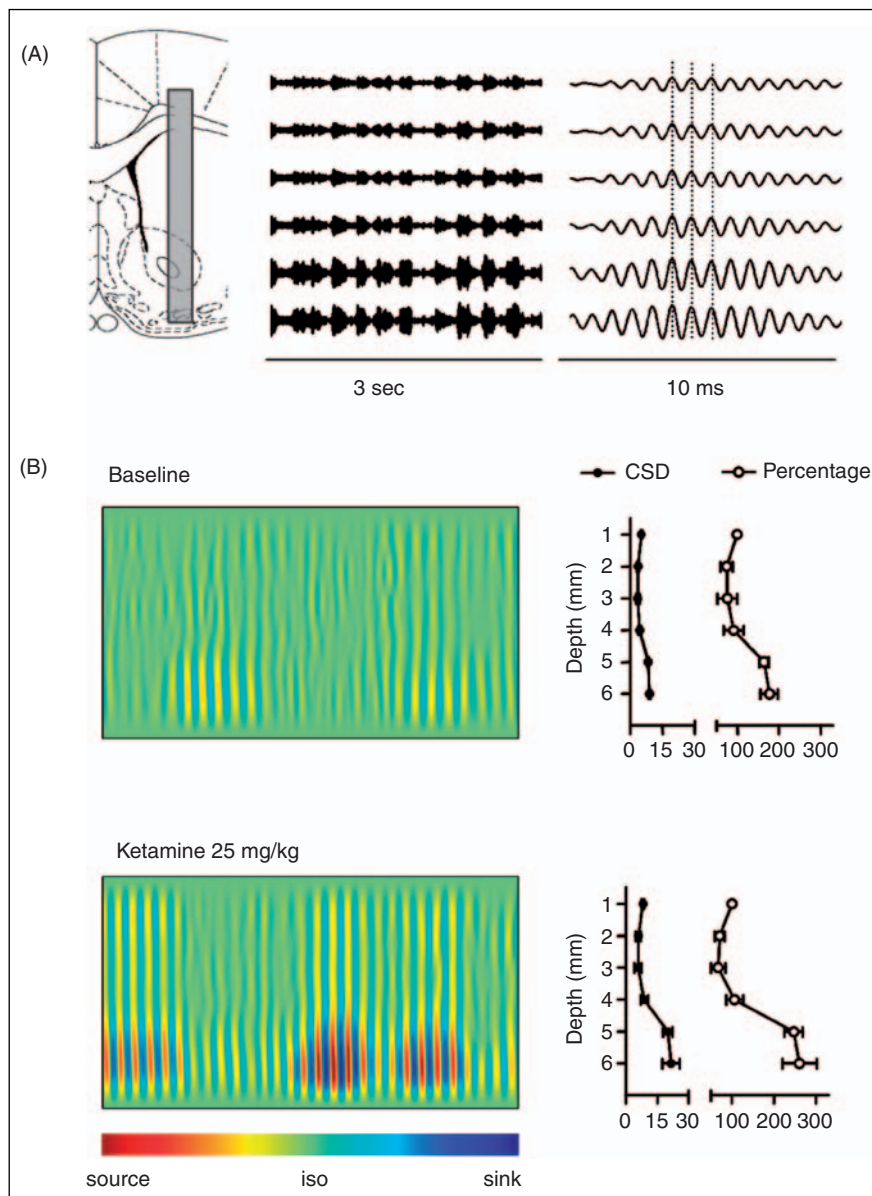 (A)
3 sec
10 ms
(B)
Baseline
CSD
Percentage
Depth (mm)
1
2
3
4
5
6
0 15 30
100 200 300
Ketamine 25 mg/kg
Depth (mm)
1
2
3
4
5
6
0 15 30
100 200 300
source iso sink